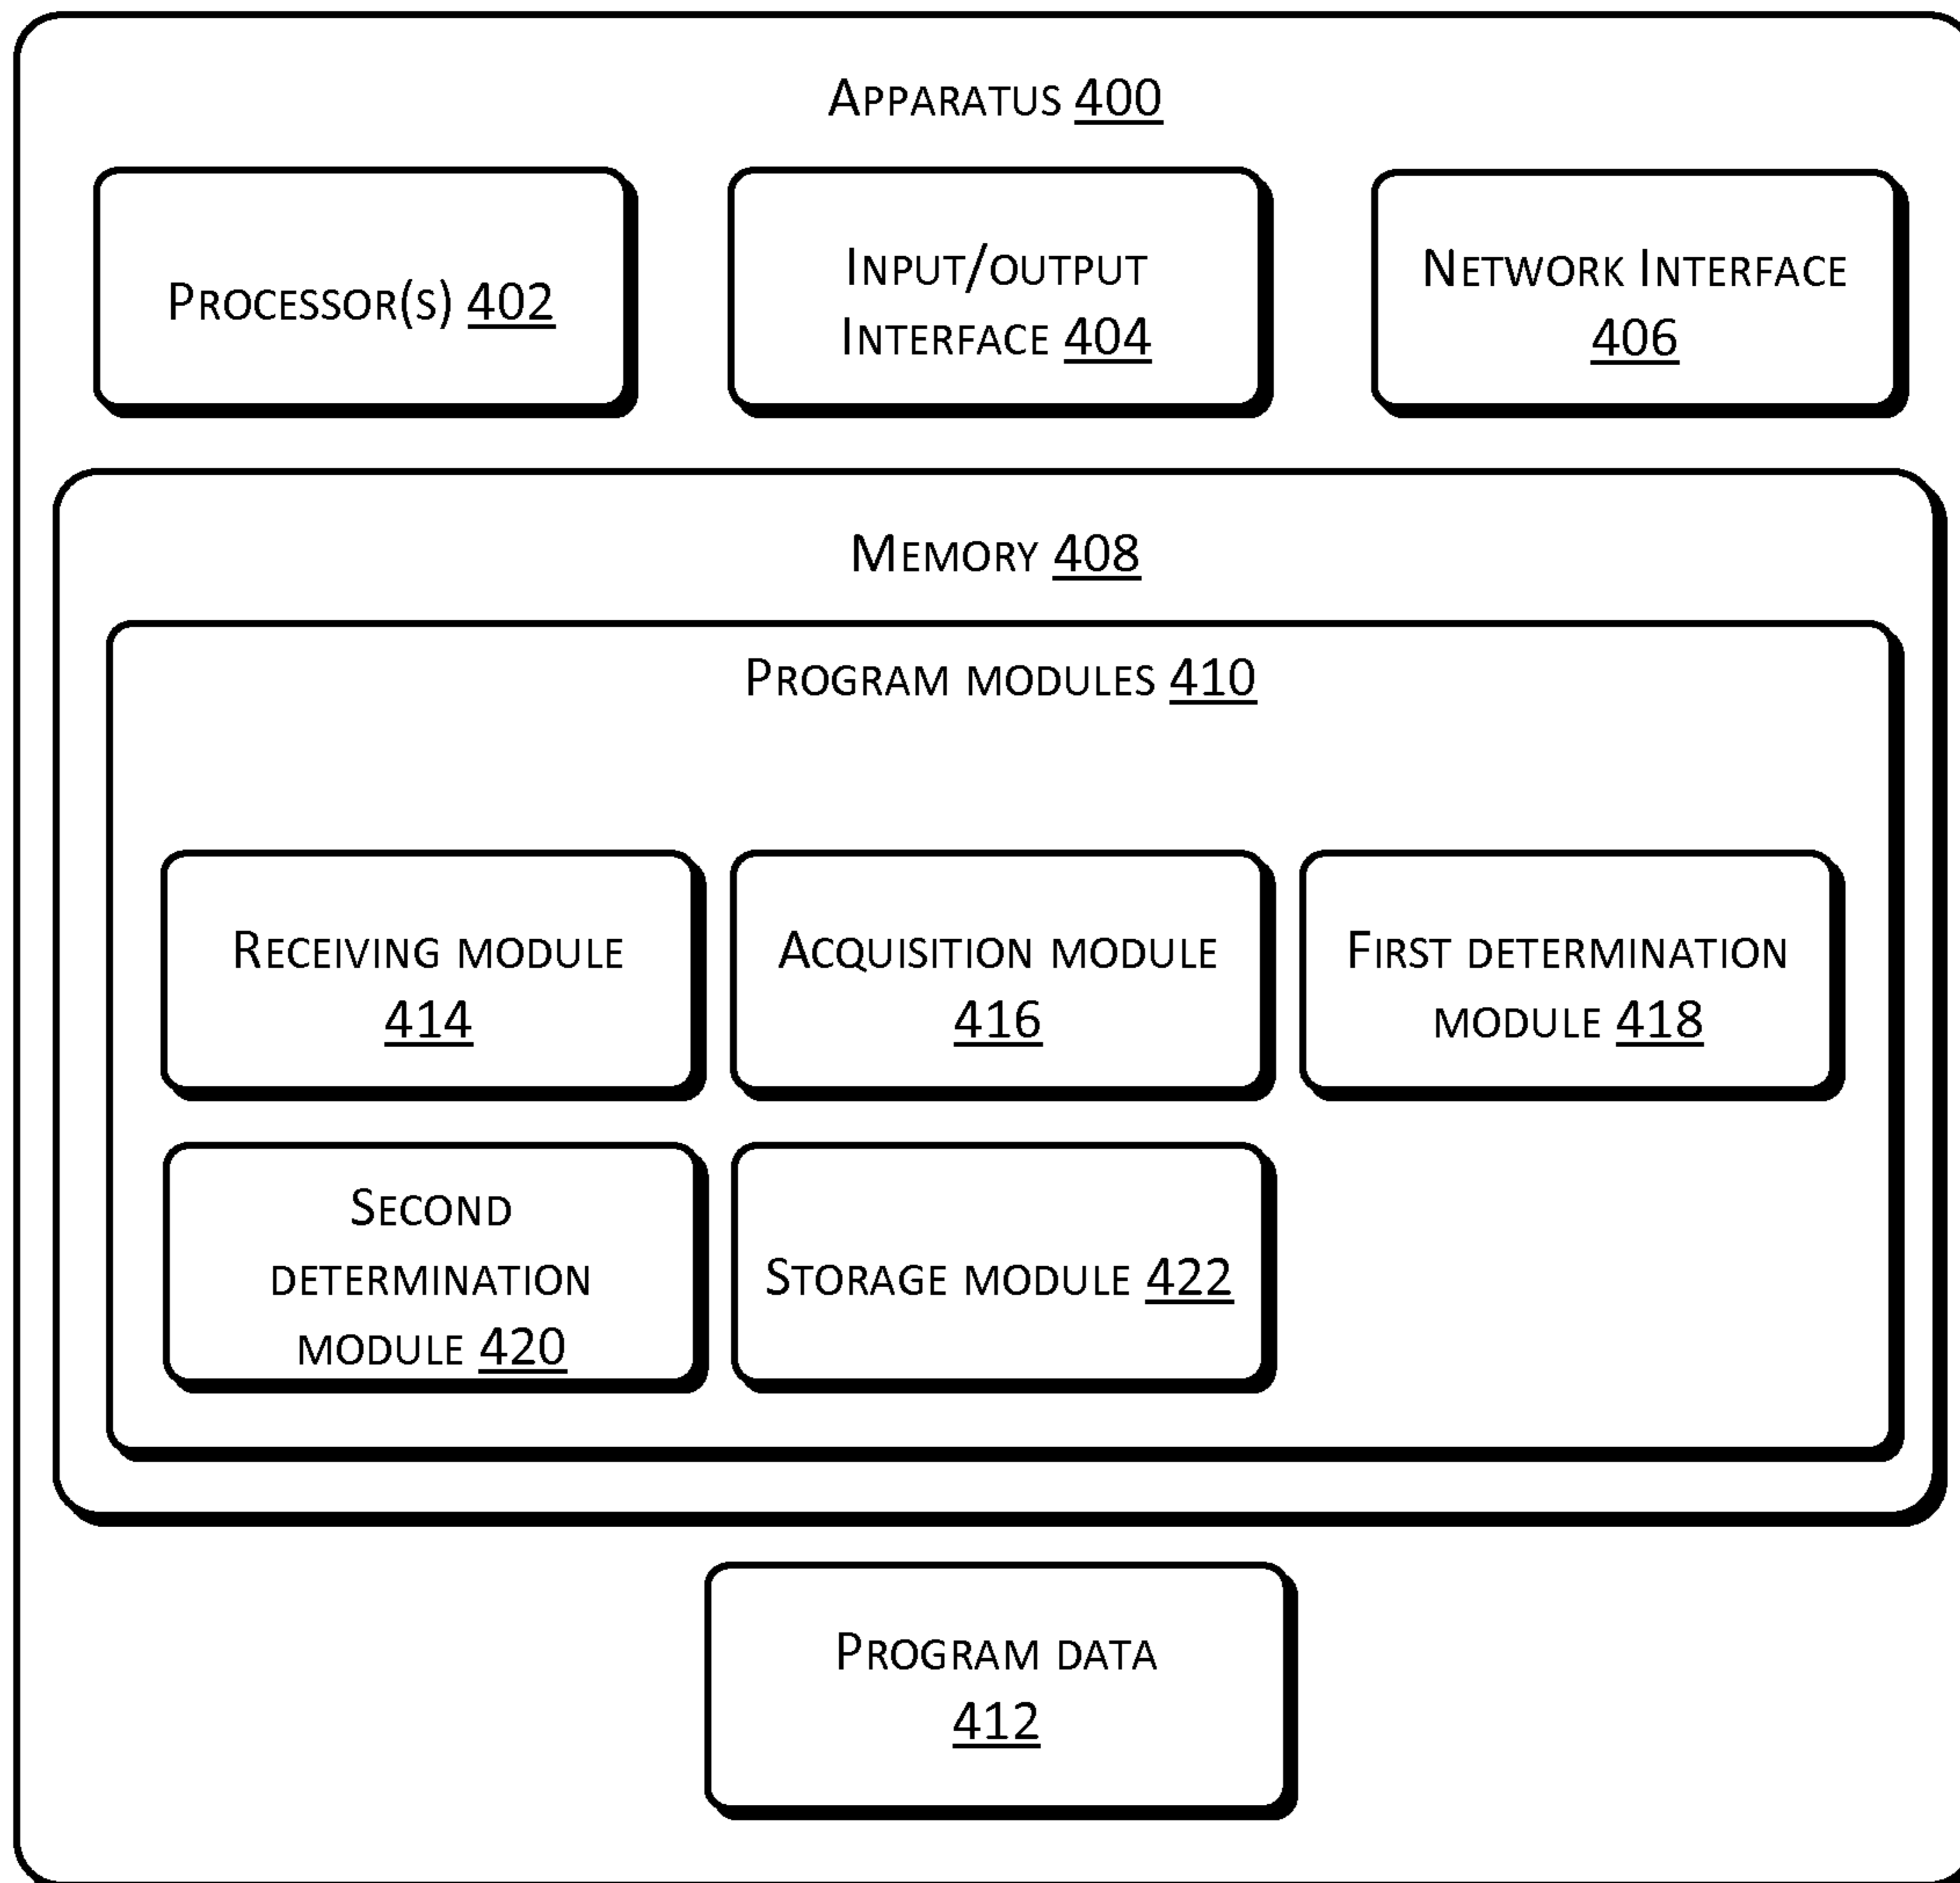 Apparatus 400
Processor(s) 402
Input/output
Interface 404
Network Interface
406
Memory 408
Program modules 410
Receiving module
414
Acquisition module
416
First determination
module 418
Second
determination
module 420
Storage module 422
Program data
412